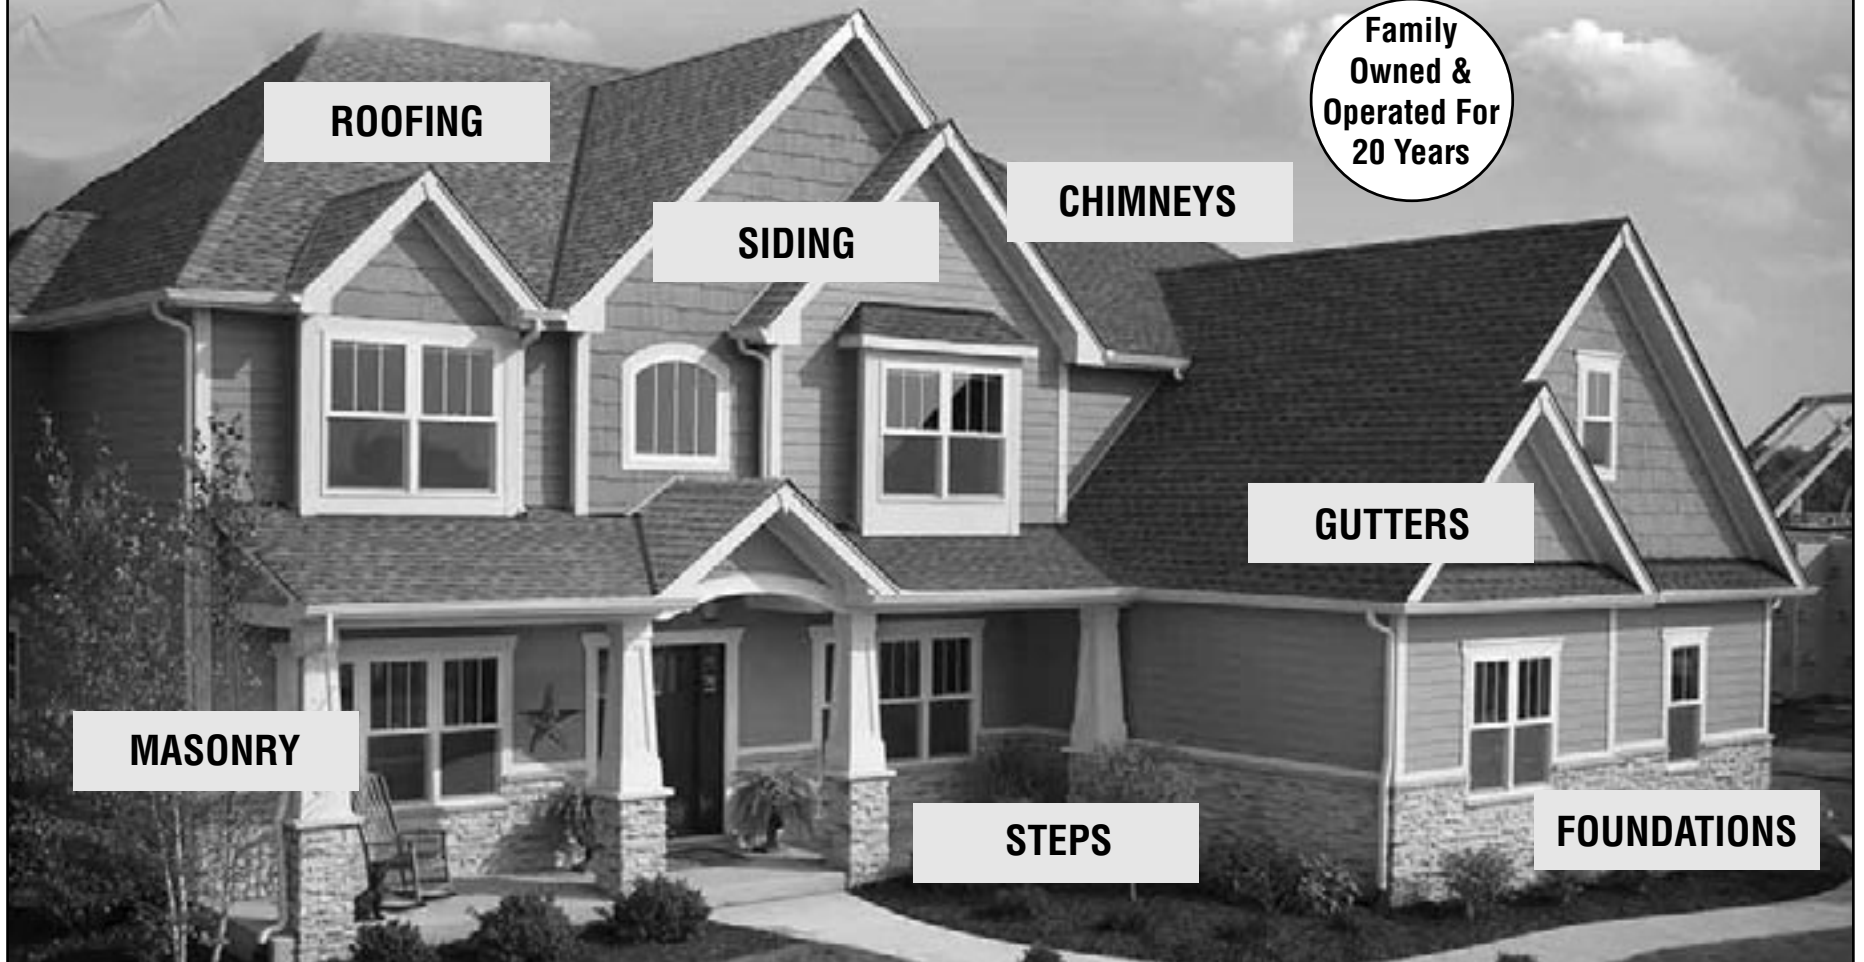 Family
Owned &
Operated For
20 Years
ROOFING
CHIMNEYS
SIDING
GUTTERS
MASONRY
STEPS
FOUNDATIONS